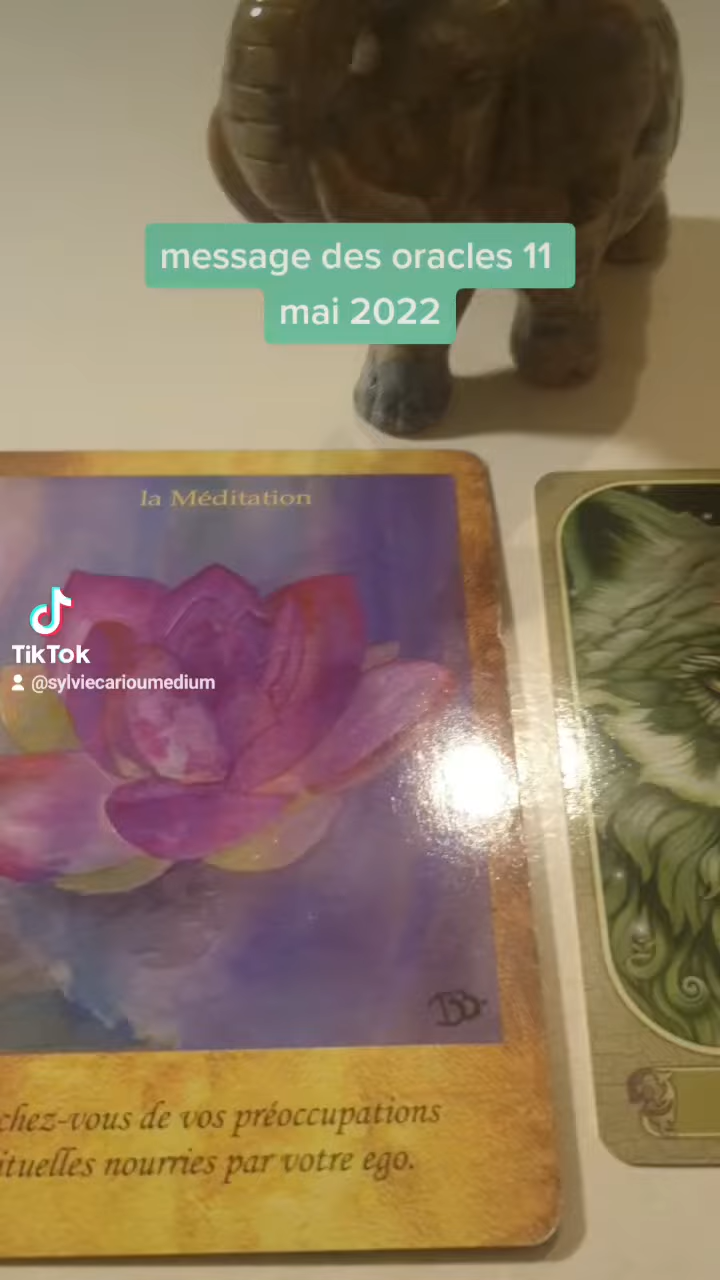 message des oracles 11
mai 2022
la Méditation
TikTok
@sylviecarioumedium
BB
chez-vous de vos préoccupations
ituelles nourries par votre ego.